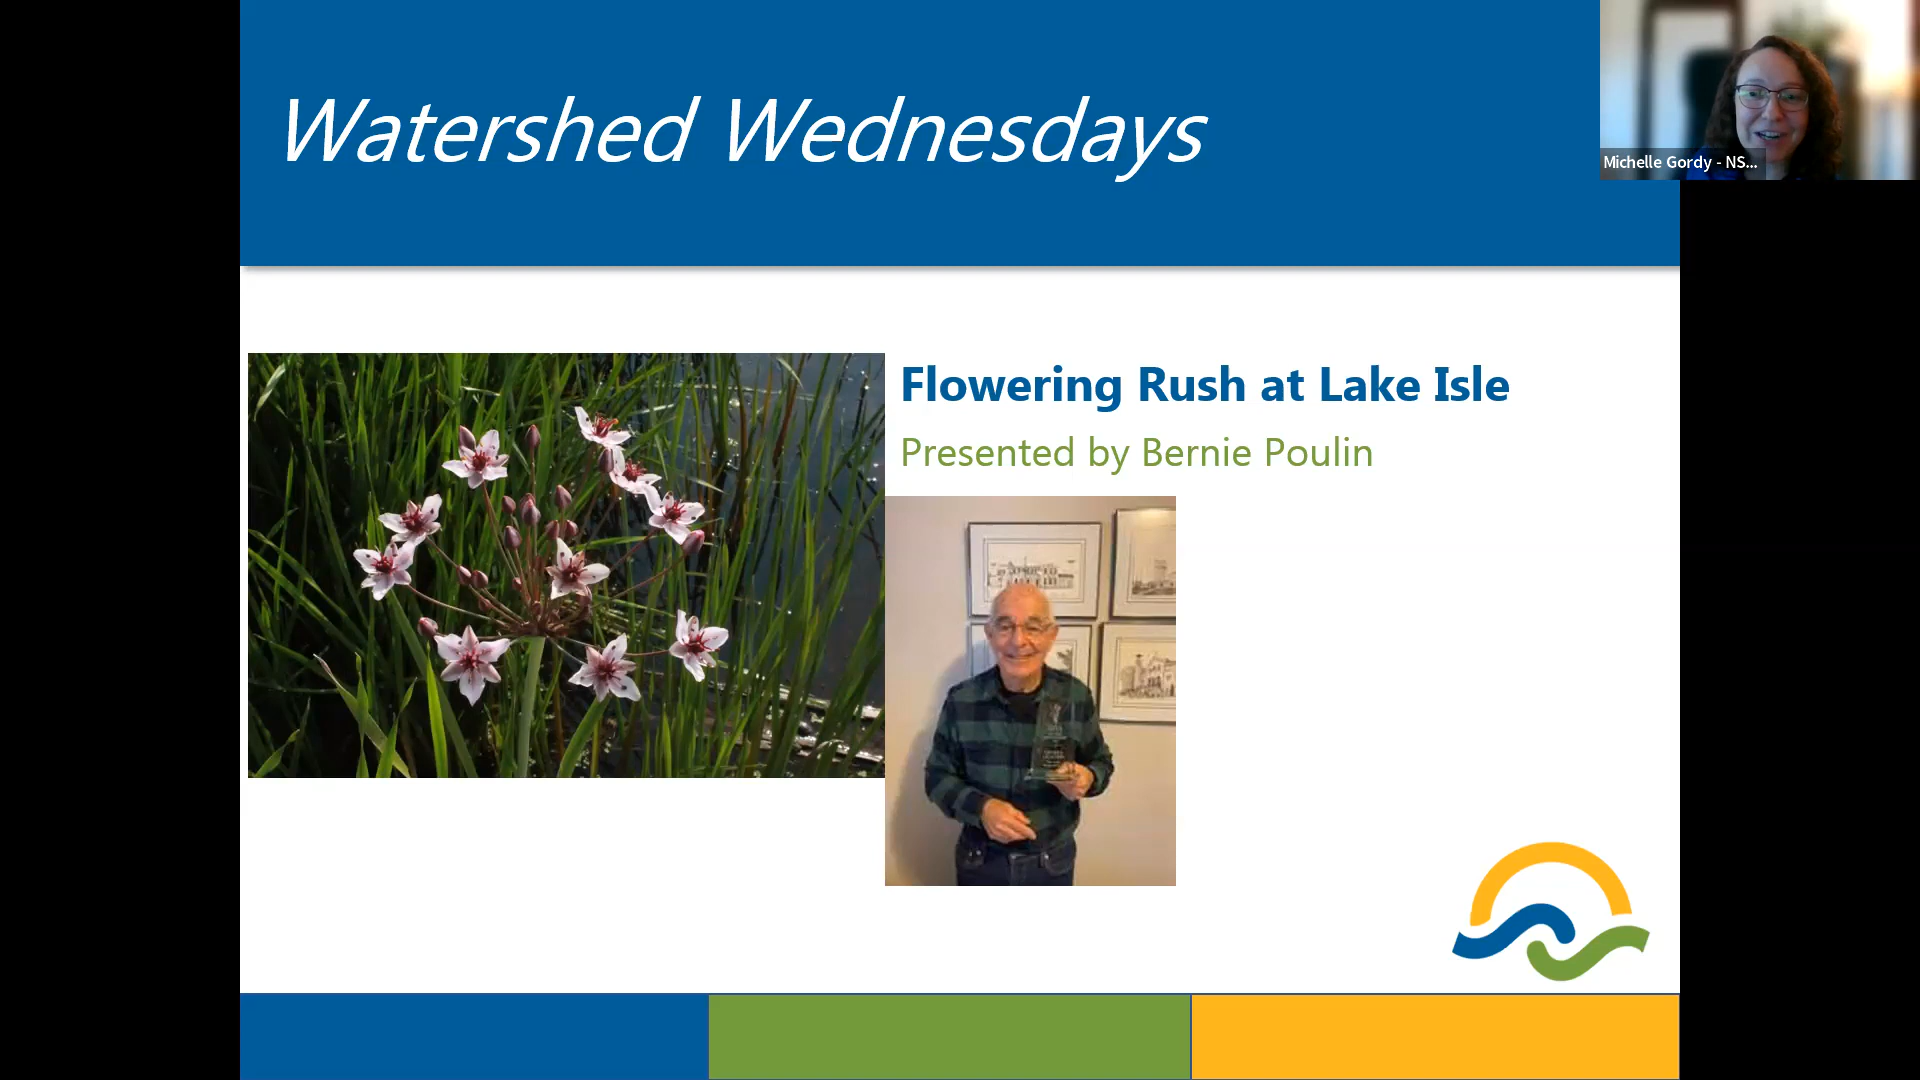 Watershed Wednesdays
Michelle Gordy - NS...
Flowering Rush at Lake Isle
Presented by Bernie Poulin